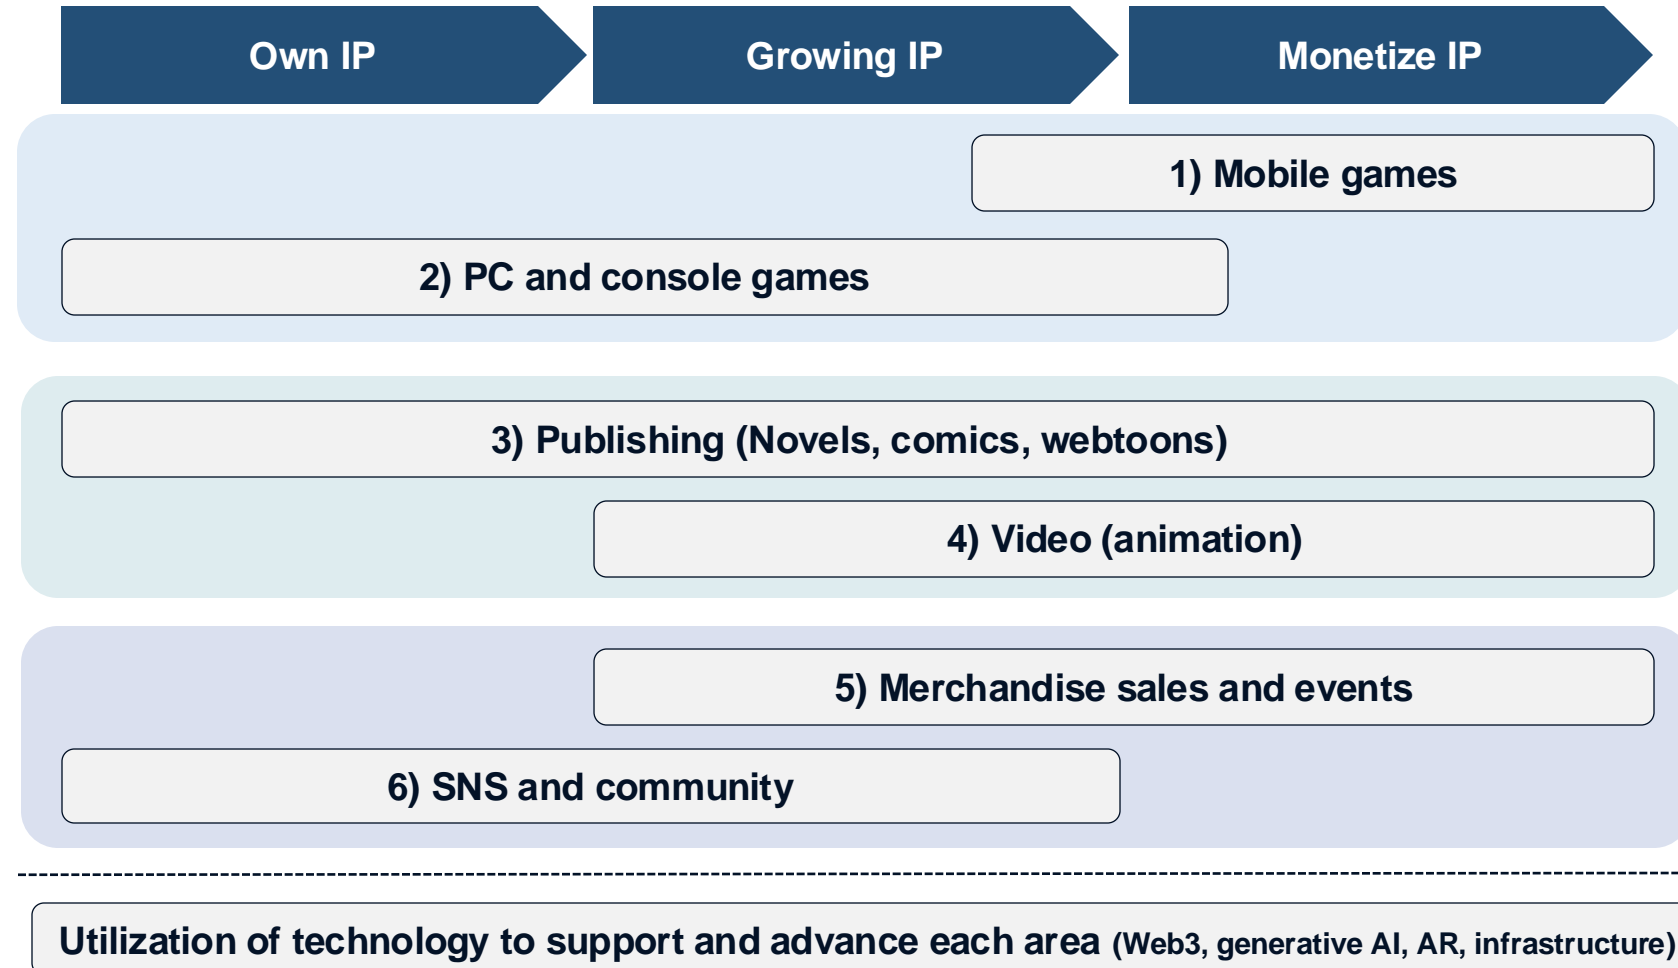 Own IP
Growing IP
Monetize IP
1) Mobile games
2) PC and console games
3) Publishing (Novels, comics, webtoons)
4) Video (animation)
5) Merchandise sales and events
6) SNS and community
Utilization of technology to support and advance each area (Web3, generative AI, AR, infrastructure)